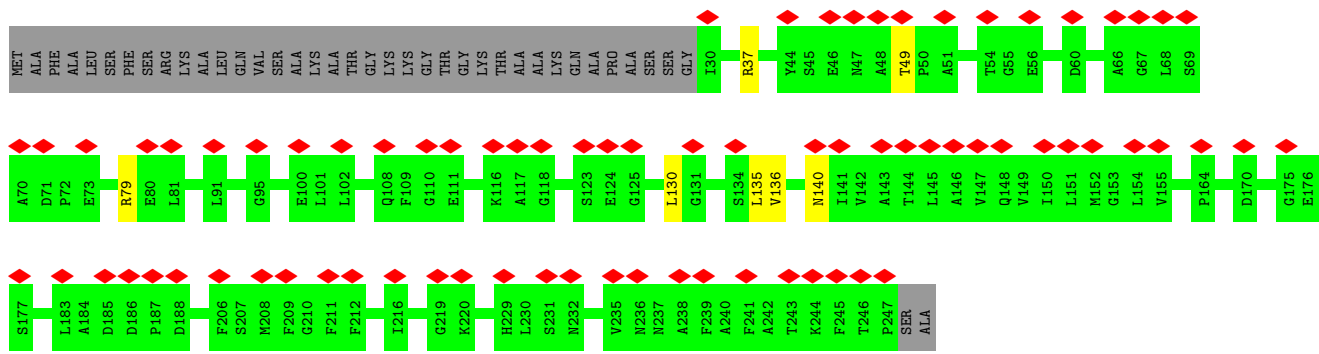 MET ALA PHE ALA LEU SER PHE SER ARG LYS ALA LEU GLN VAL SER ALA LYS ALA THR GLY LYS LYS GLY THR GLY LYS THR ALA ALA LYS GLN ALA PRO ALA SER SER GLY I30 R37 Y44 S45 E46 N47 A48 T49 P50 A51 T54 G55 E56 D60 A66 G67 L68 S69
A70 D71 P72 E73 R79 E80 L81 L91 G95 E100 L101 L102 Q108 F109 G110 E111 K116 A117 G118 S123 E124 G125 L130 G131 S134 L135 V136 N140 I141 V142 A143 T144 L145 A146 V147 Q148 V149 I150 L151 M152 G153 L154 V155 P164 D170 G175 E176
S177 L183 A184 D185 D186 P187 D188 F206 S207 M208 F209 G210 F211 F212 I216 G219 K220 H229 L230 S231 N232 V235 N236 N237 A238 F239 A240 F241 A242 T243 K244 F245 T246 P247 SER ALA